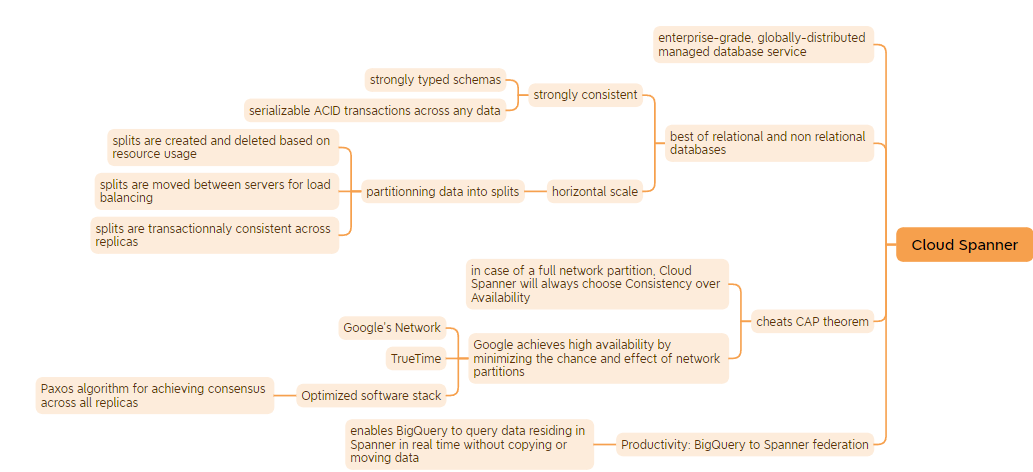 Cloud Spanner
enterprise-grade, globally-distributed
managed database service
best of relational and non relational
databases
strongly consistent
strongly typed schemas
serializable ACID transactions across any data
horizontal scale
partitionning data into splits
splits are created and deleted based on
resource usage
splits are moved between servers for load
balancing
splits are transactionnaly consistent across
replicas
cheats CAP theorem
in case of a full network partition, Cloud
Spanner will always choose Consistency over
Availability
Google achieves high availability by
minimizing the chance and effect of network
partitions
Google's Network
TrueTime
Optimized software stack
Paxos algorithm for achieving consensus
across all replicas
Productivity: BigQuery to Spanner federation
enables BigQuery to query data residing in
Spanner in real time without copying or
moving data